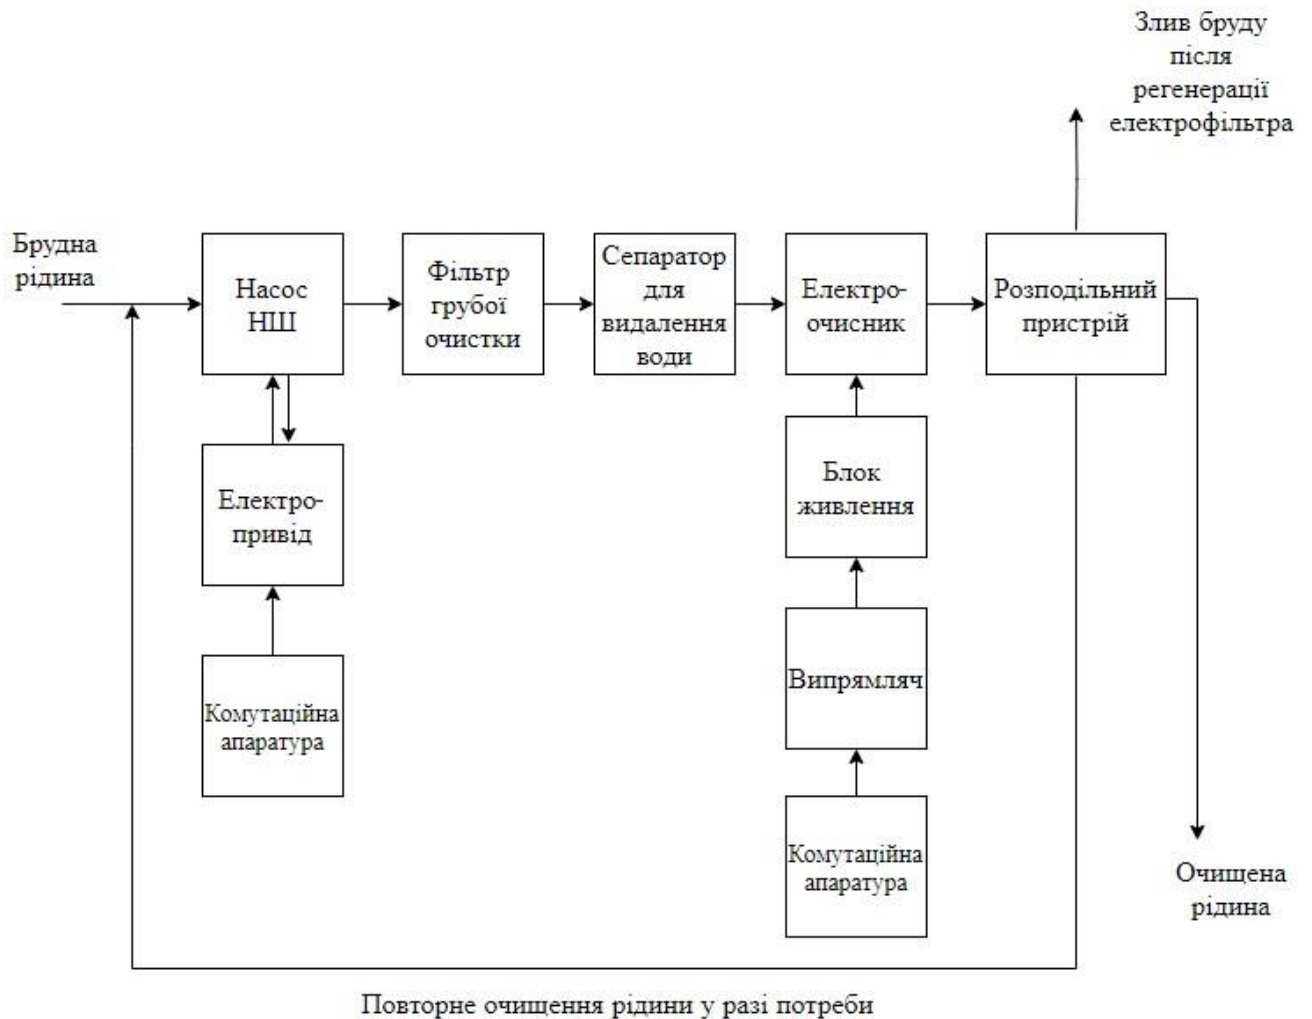 Злив бруду
після
регенерації
електрофільтра
Брудна
рідина
Насос
НШ
Фільтр
грубої
очистки
Сепаратор
для
видалення
води
Електро-
очисник
Розподільний
пристрій
Електро-
привід
Блок
живлення
Комутаційна
апаратура
Випрямляч
Комутаційна
апаратура
Очищена
рідина
Повторне очищення рідини у разі потреби